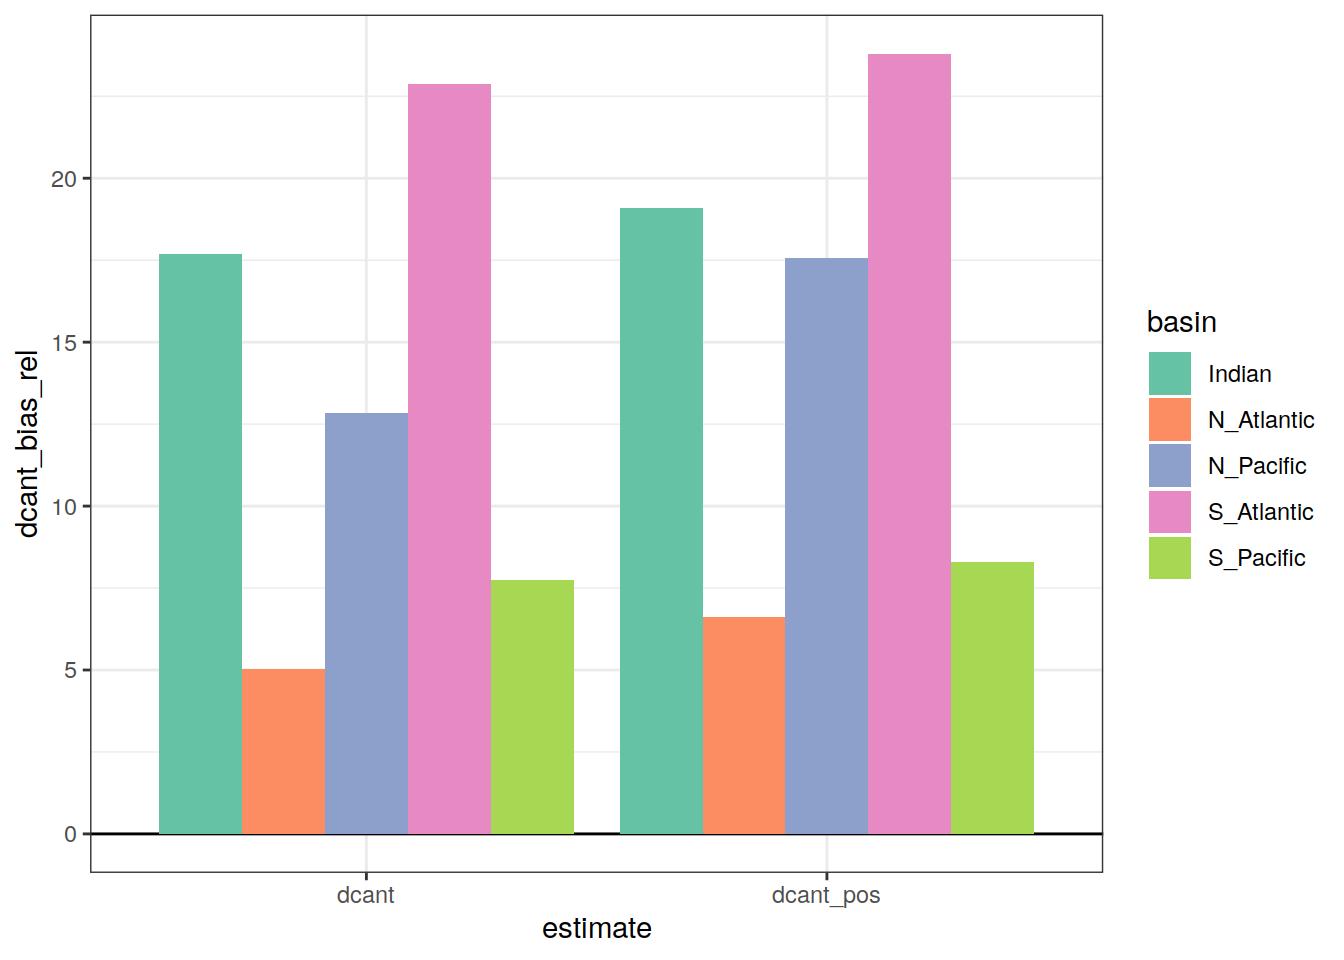 dcant_bias_rel
20
15
10
5
0
dcant
dcant_pos
estimate
basin
Indian
N_Atlantic
N_Pacific
S_Atlantic
S_Pacific